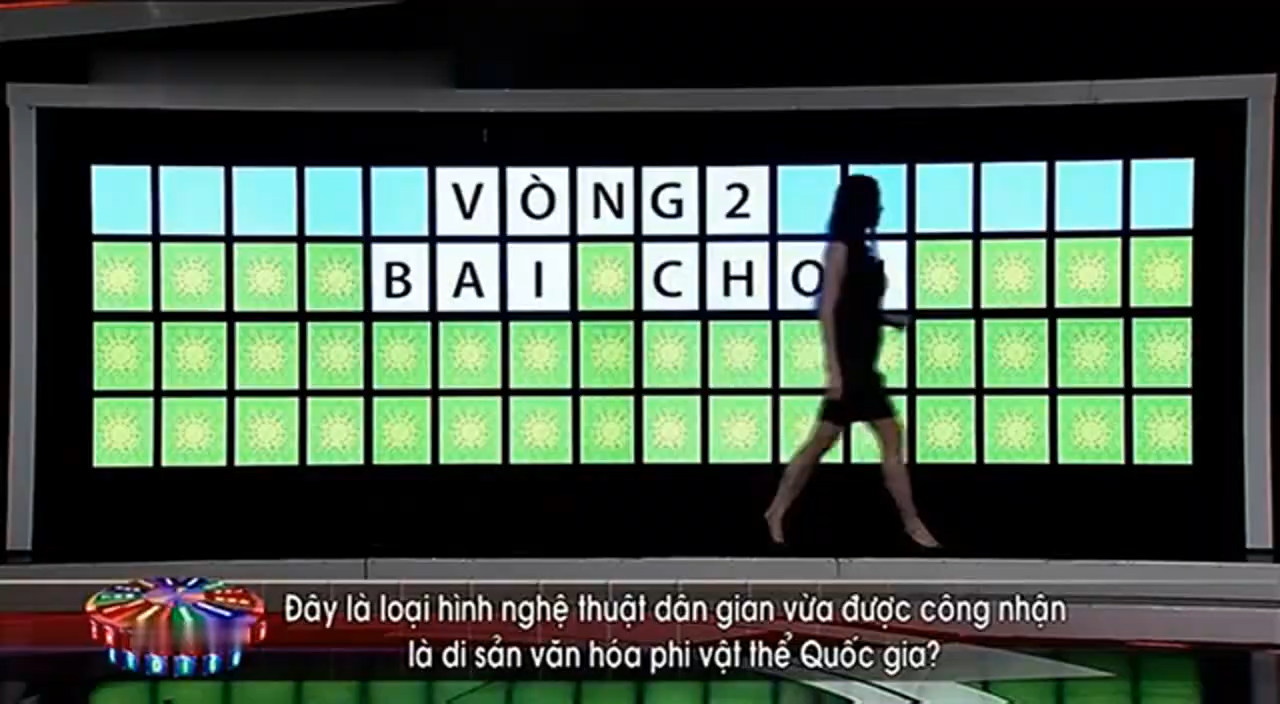 VÒNG 2
BAI CHO
Đây là loại hình nghệ thuật dân gian vừa được công nhận
là di sản văn hóa phi vật thể Quốc gia?